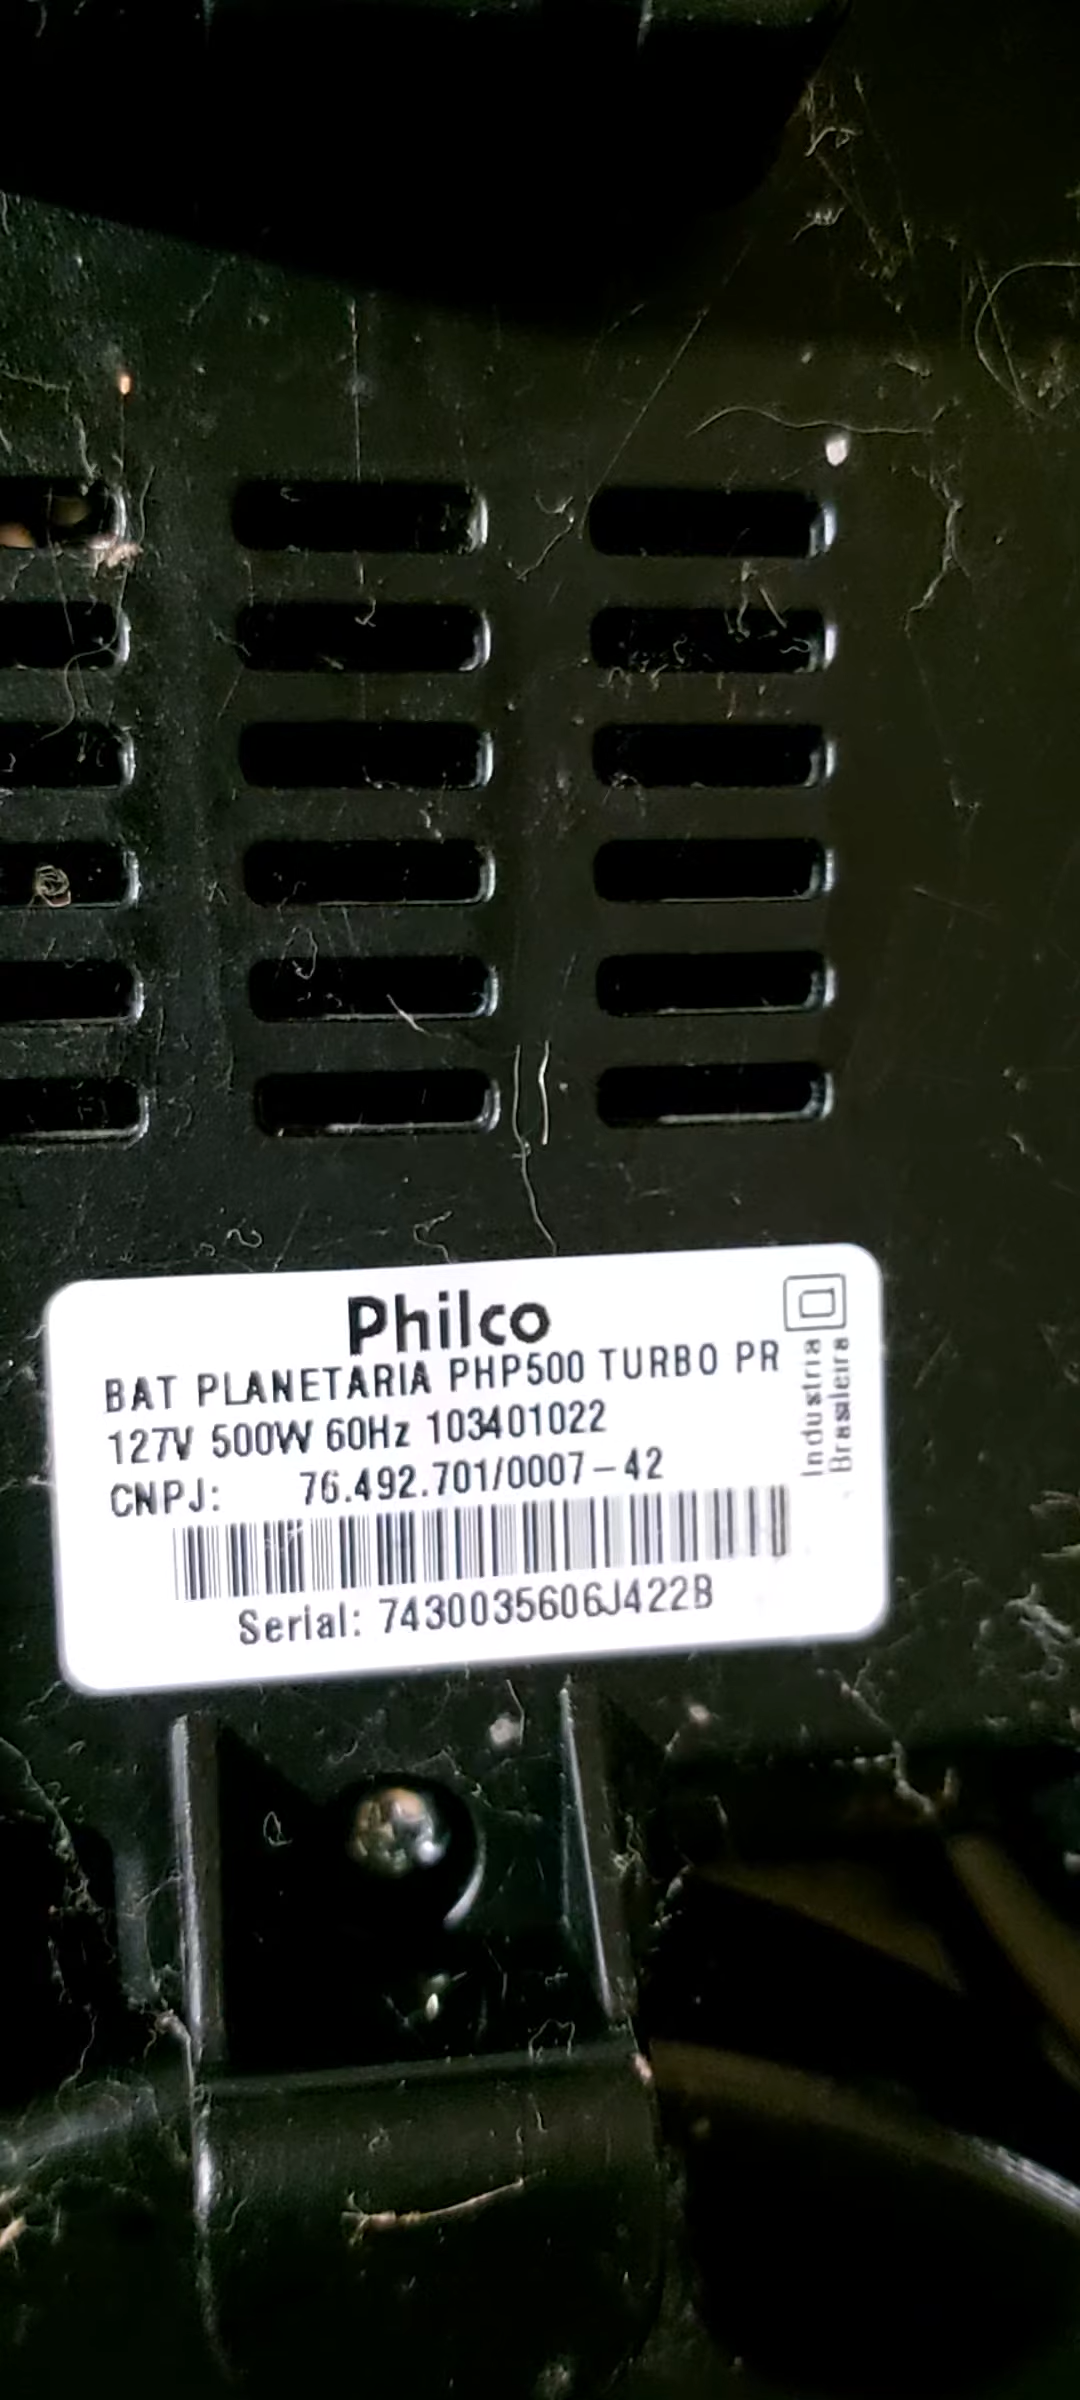 Philco
BAT PLANETARIA PHP500 TURBO PR
127V 500W 60Hz 103401022
CNPJ: 76.492.701/0007-42
Serial: 7430035606J422B
Industria
Brasileira